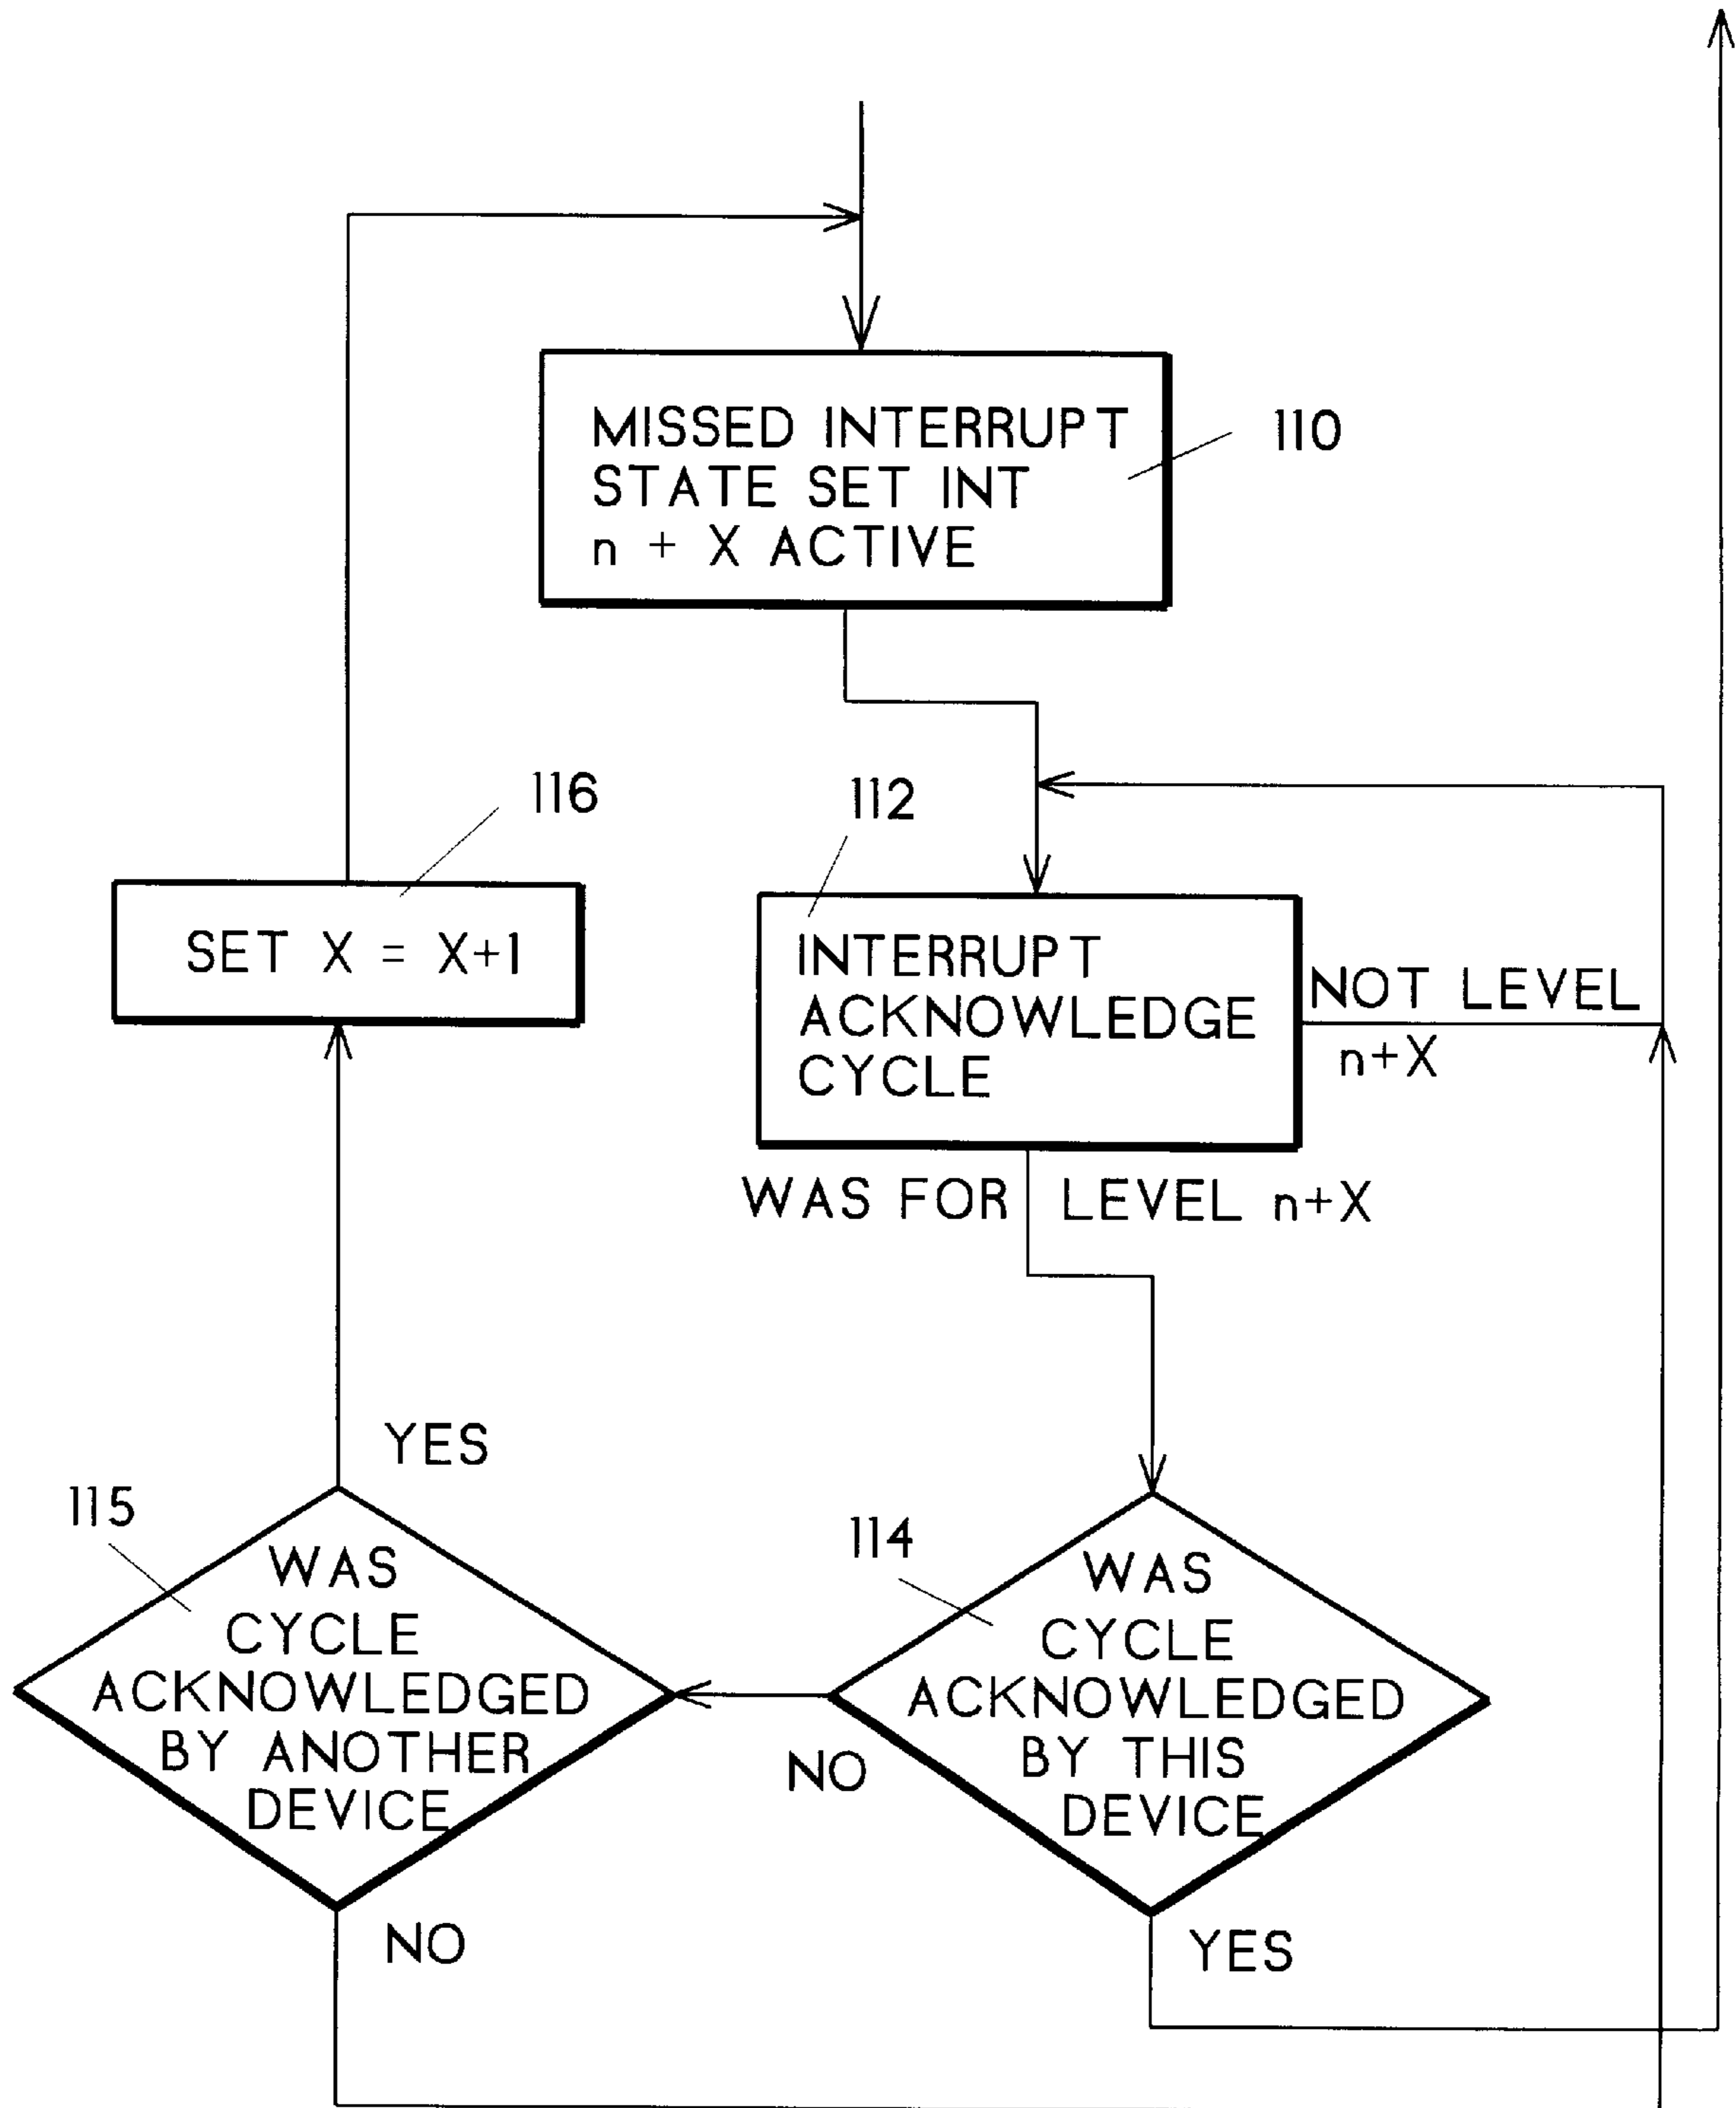 MISSED INTERRUPT
STATE SET INT
n + X ACTIVE
110
116
112
SET X = X+1
INTERRUPT
ACKNOWLEDGE
CYCLE
NOT LEVEL
n+X
WAS FOR LEVEL n+X
YES
115
WAS
CYCLE
ACKNOWLEDGED
BY ANOTHER
DEVICE
NO
114
WAS
CYCLE
ACKNOWLEDGED
BY THIS
DEVICE
NO
YES